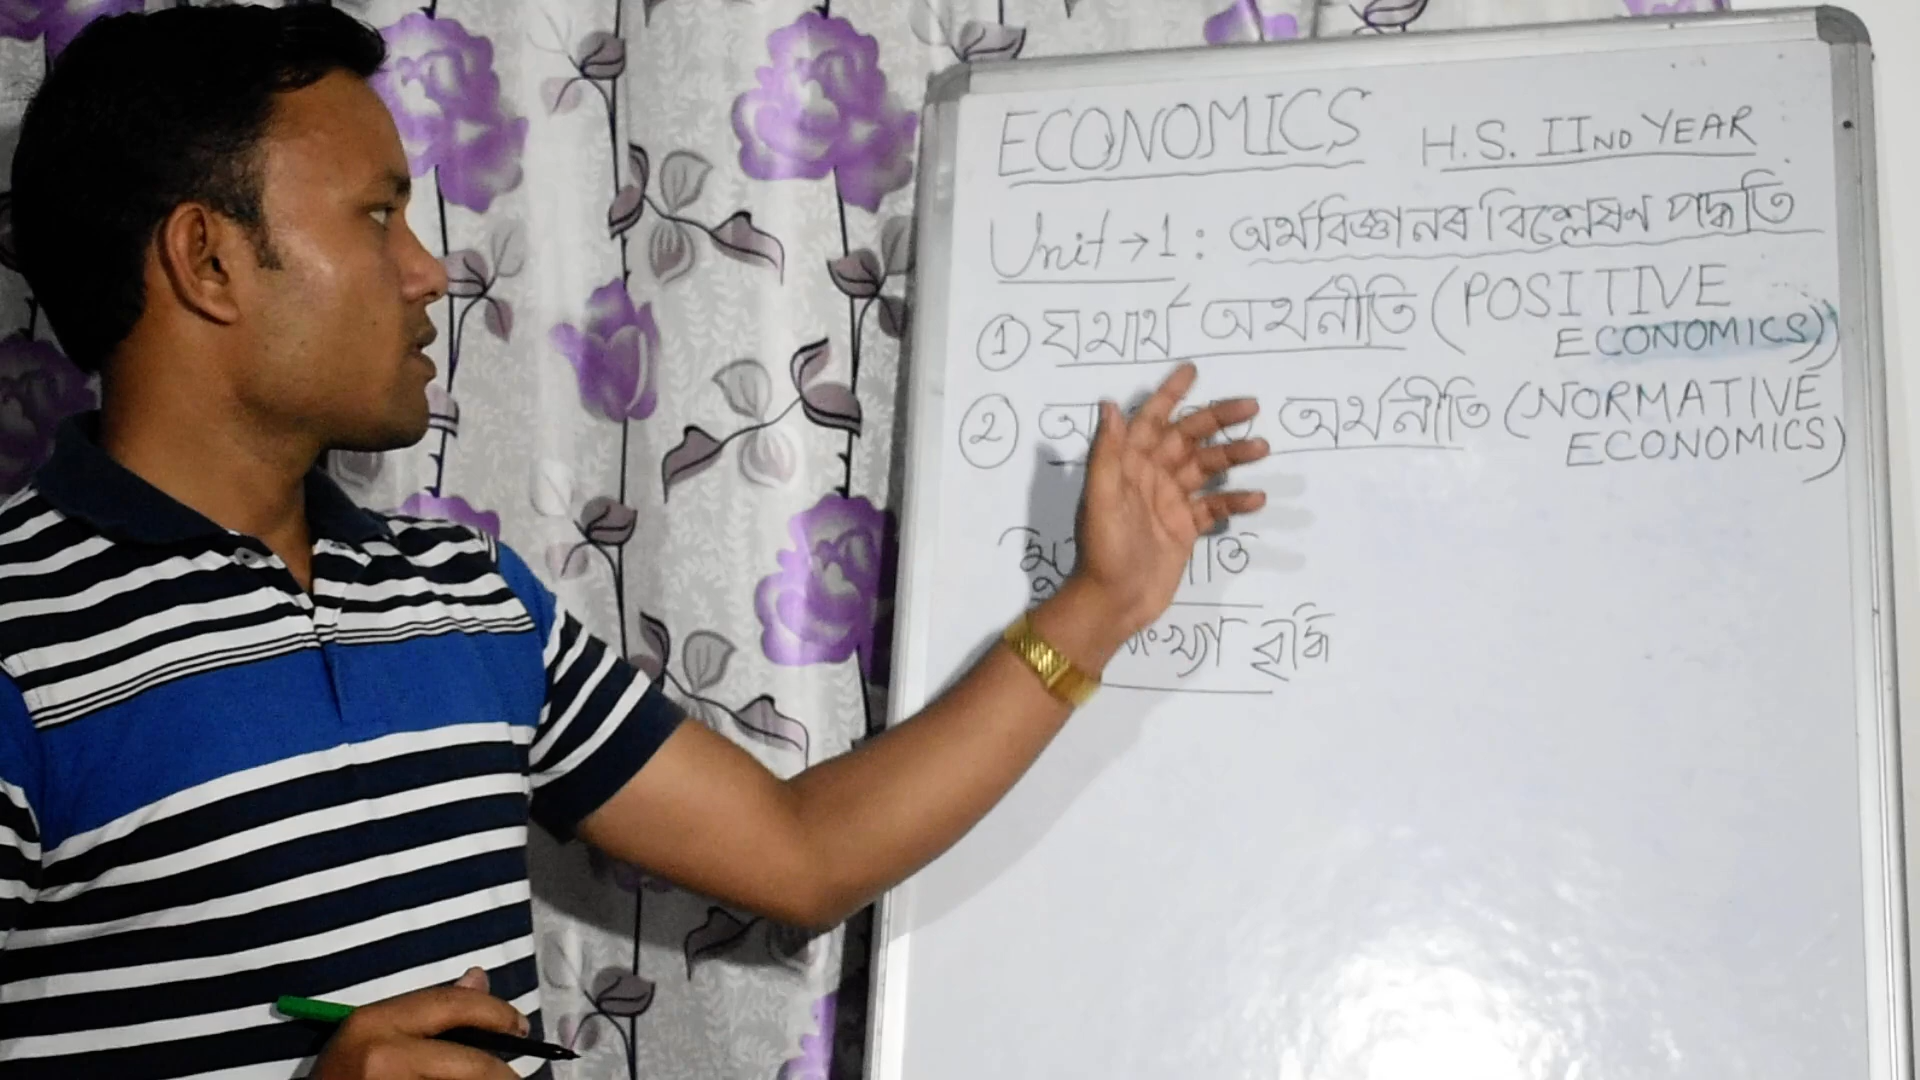 ECONOMICS H.S. IIND YEAR
Unit → 1 : অৰ্থবিজ্ঞানৰ বিশ্লেষণ পদ্ধতি
① যথাৰ্থ অৰ্থনীতি (POSITIVE
ECONOMICS)
② অৰ্থনীতি (NORMATIVE
ECONOMICS)
বৃদ্ধি